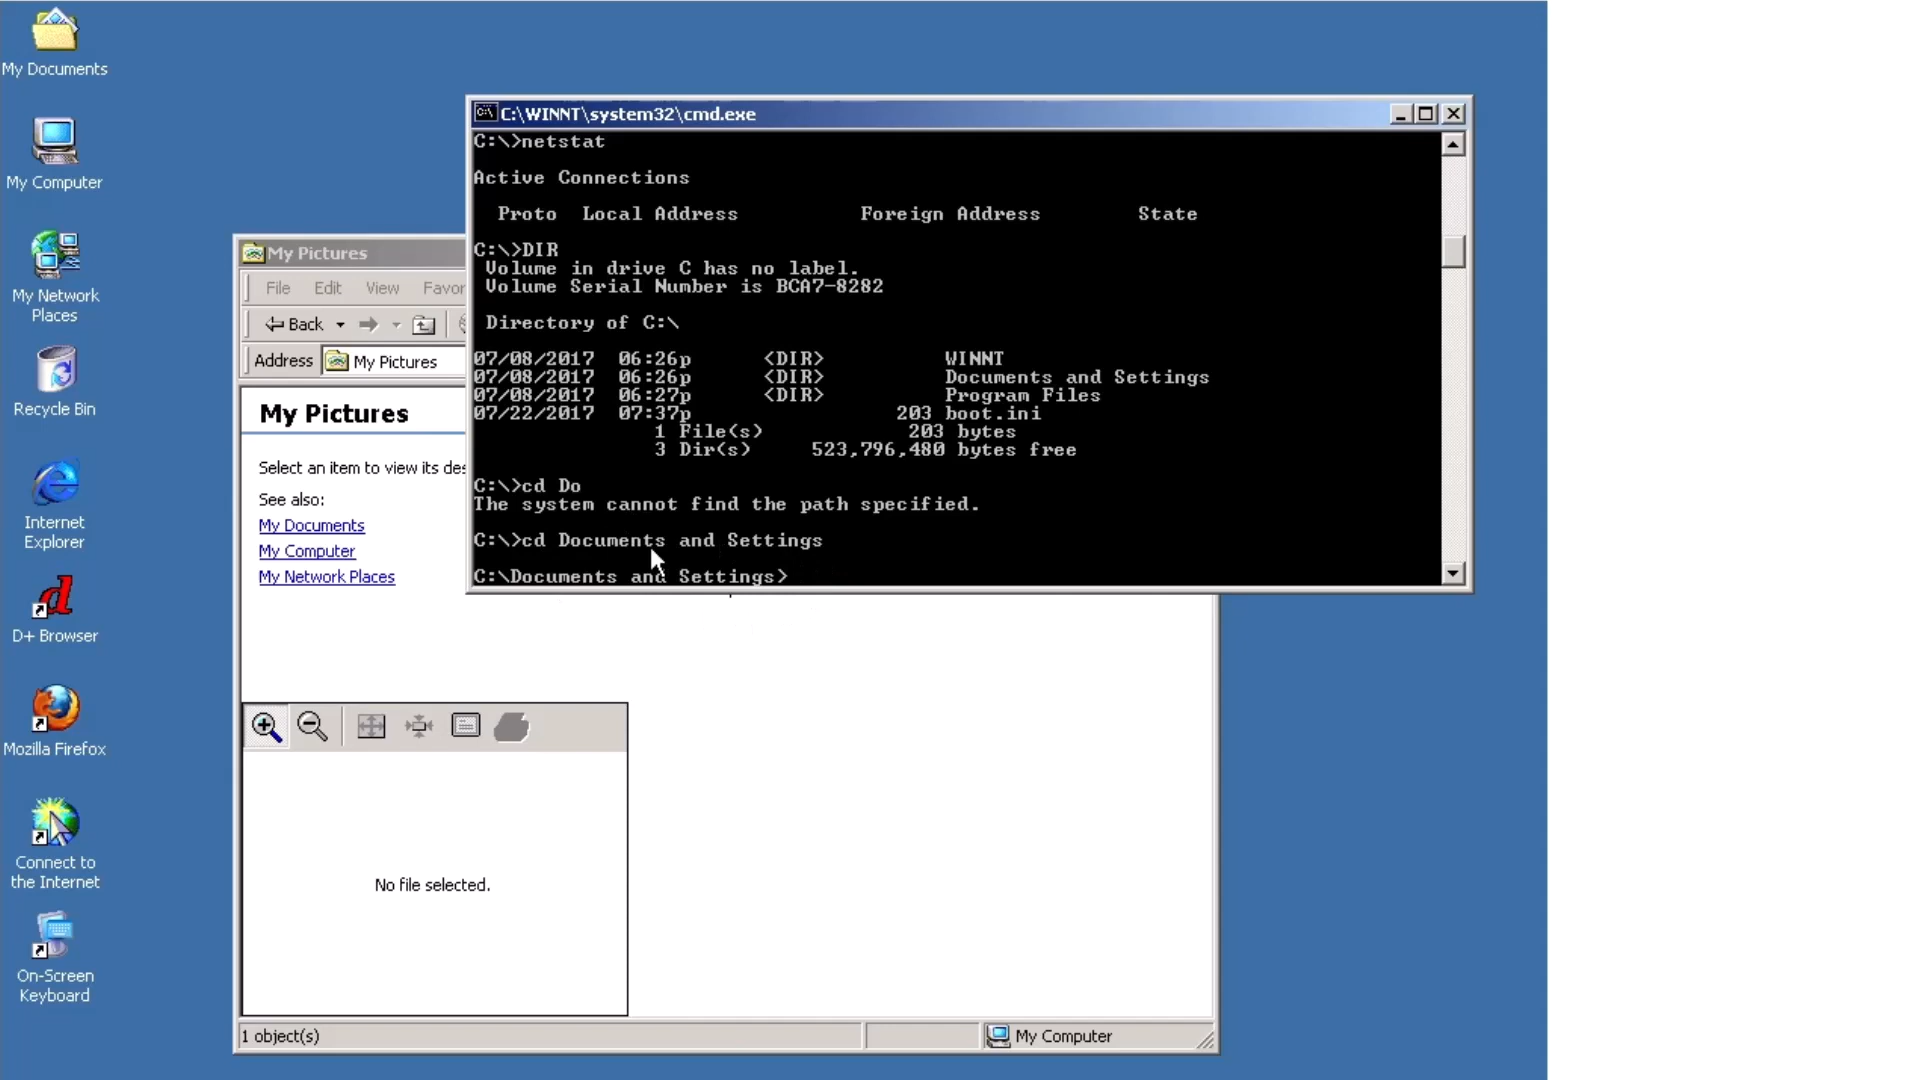 My Documents
My Computer
My Network
Places
Recycle Bin
Internet
Explorer
D+ Browser
Mozilla Firefox
Connect to
the Internet
On-Screen
Keyboard
C:\WINNT\system32\cmd.exe
C:\>netstat
Active Connections
Proto  Local Address          Foreign Address        State
C:\>DIR
Volume in drive C has no label.
Volume Serial Number is BCA7-8282
Directory of C:\
07/08/2017  06:26p      <DIR>          WINNT
07/08/2017  06:26p      <DIR>          Documents and Settings
07/08/2017  06:27p      <DIR>          Program Files
07/22/2017  07:37p                 203 boot.ini
1 File(s)            203 bytes
3 Dir(s)     523,796,480 bytes free
C:\>cd Do
The system cannot find the path specified.
C:\>cd Documents and Settings
C:\Documents and Settings>
My Pictures
File Edit View Favor
Back
Address My Pictures
My Pictures
Select an item to view its des
See also:
My Documents
My Computer
My Network Places
No file selected.
1 object(s)
My Computer